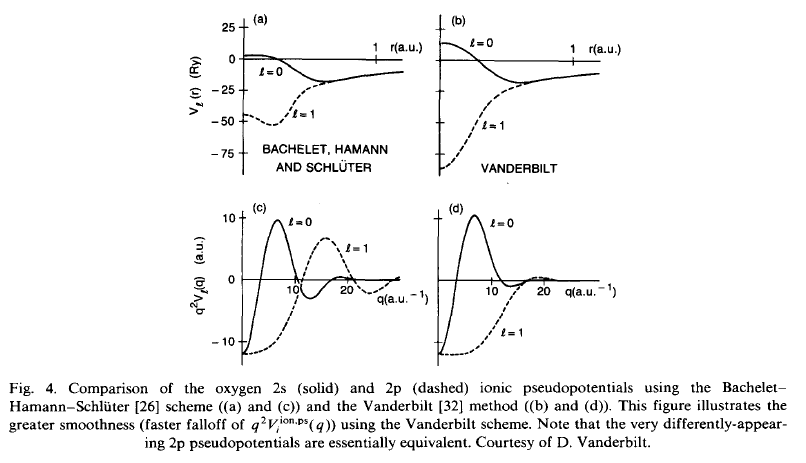 (a)
25
0
−25
−50
−75
V_ℓ(r) (Ry)
1 r(a.u.)
ℓ=0
ℓ=1
BACHELET, HAMANN
AND SCHLÜTER
(b)
ℓ=0
1 r(a.u.)
ℓ=1
VANDERBILT
(c)
10
0
−10
q²V_ℓ(q) (a.u.)
ℓ=0
ℓ=1
10 20 q(a.u.⁻¹)
(d)
ℓ=0
10 20 q(a.u.⁻¹)
ℓ=1
Fig. 4. Comparison of the oxygen 2s (solid) and 2p (dashed) ionic pseudopotentials using the Bachelet–
Hamann–Schlüter [26] scheme ((a) and (c)) and the Vanderbilt [32] method ((b) and (d)). This figure illustrates the
greater smoothness (faster falloff of q²V_i^{ion,ps}(q)) using the Vanderbilt scheme. Note that the very differently-appear-
ing 2p pseudopotentials are essentially equivalent. Courtesy of D. Vanderbilt.